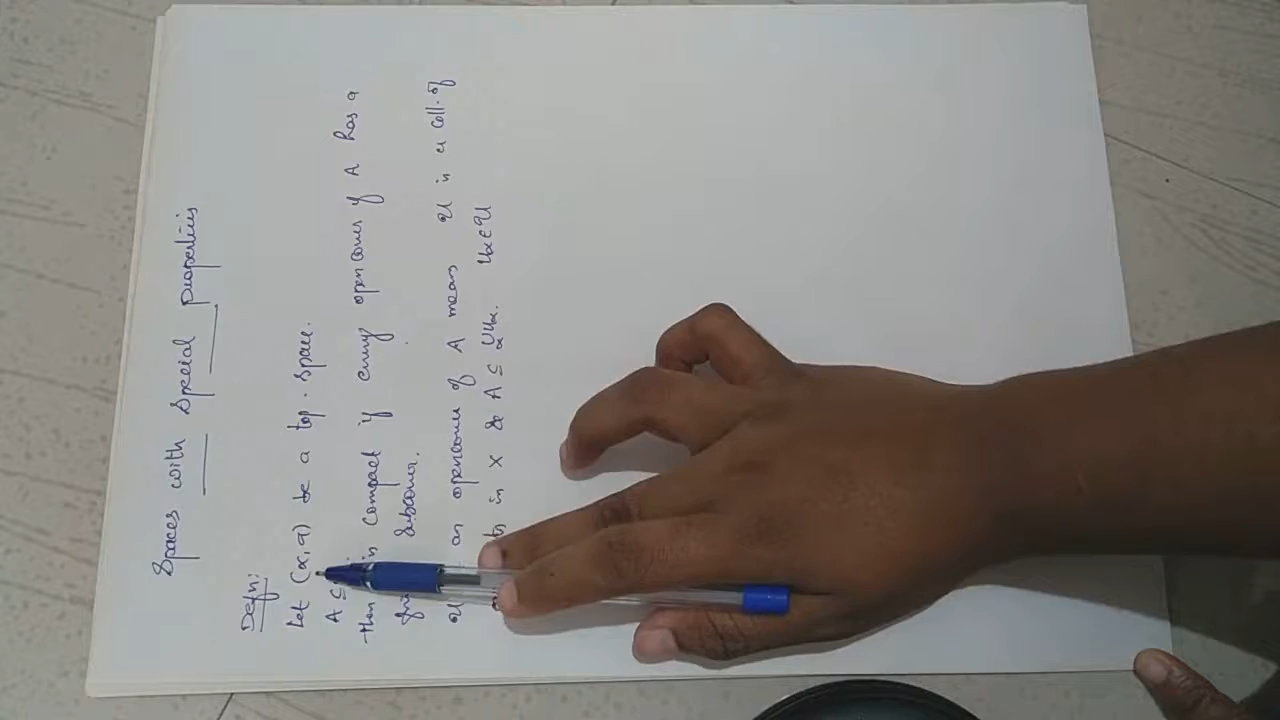 Spaces with Special properties
Defn:
Let (X, τ) be a top. space.
A ⊆
then is compact if every open cover of A has a
subcover.
𝒰 an open cover of A means 𝒰 is a coll. of
in X & A ⊆ ∪Uα. Uα ∈ 𝒰
α